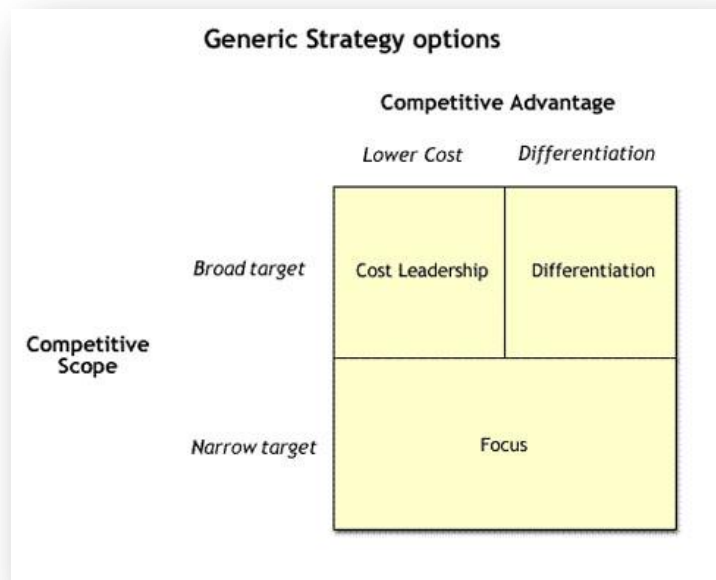 Generic Strategy options
Competitive Advantage
Lower Cost
Differentiation
Broad target
Cost Leadership
Differentiation
Competitive
Scope
Narrow target
Focus